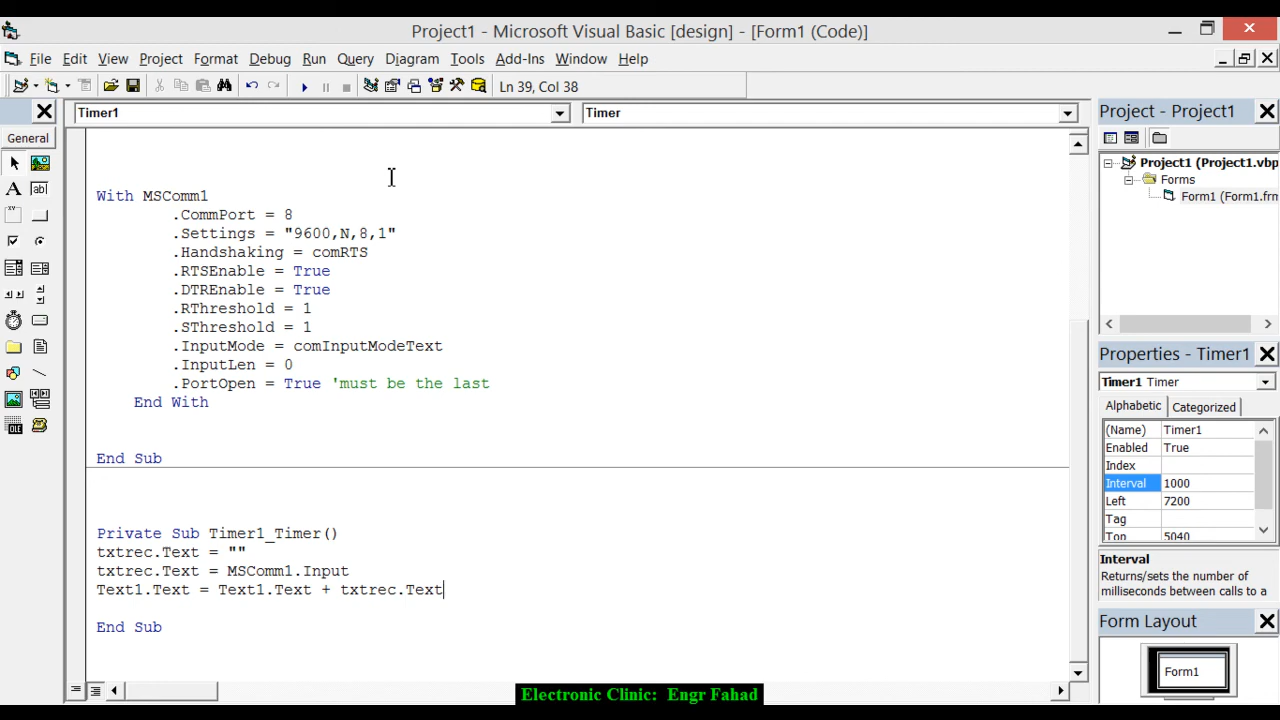 Project1 - Microsoft Visual Basic [design] - [Form1 (Code)]
File Edit View Project Format Debug Run Query Diagram Tools Add-Ins Window Help
Ln 39, Col 38
Timer1 Timer
General
With MSComm1
.CommPort = 8
.Settings = "9600,N,8,1"
.Handshaking = comRTS
.RTSEnable = True
.DTREnable = True
.RThreshold = 1
.SThreshold = 1
.InputMode = comInputModeText
.InputLen = 0
.PortOpen = True 'must be the last
End With
End Sub
Private Sub Timer1_Timer()
txtrec.Text = ""
txtrec.Text = MSComm1.Input
Text1.Text = Text1.Text + txtrec.Text
End Sub
Project - Project1
Project1 (Project1.vbp
Forms
Form1 (Form1.frm
Properties - Timer1
Timer1 Timer
Alphabetic Categorized
(Name) Timer1
Enabled True
Index
Interval 1000
Left 7200
Tag
Top 5040
Interval
Returns/sets the number of
milliseconds between calls to a
Form Layout
Form1
Electronic Clinic: Engr Fahad